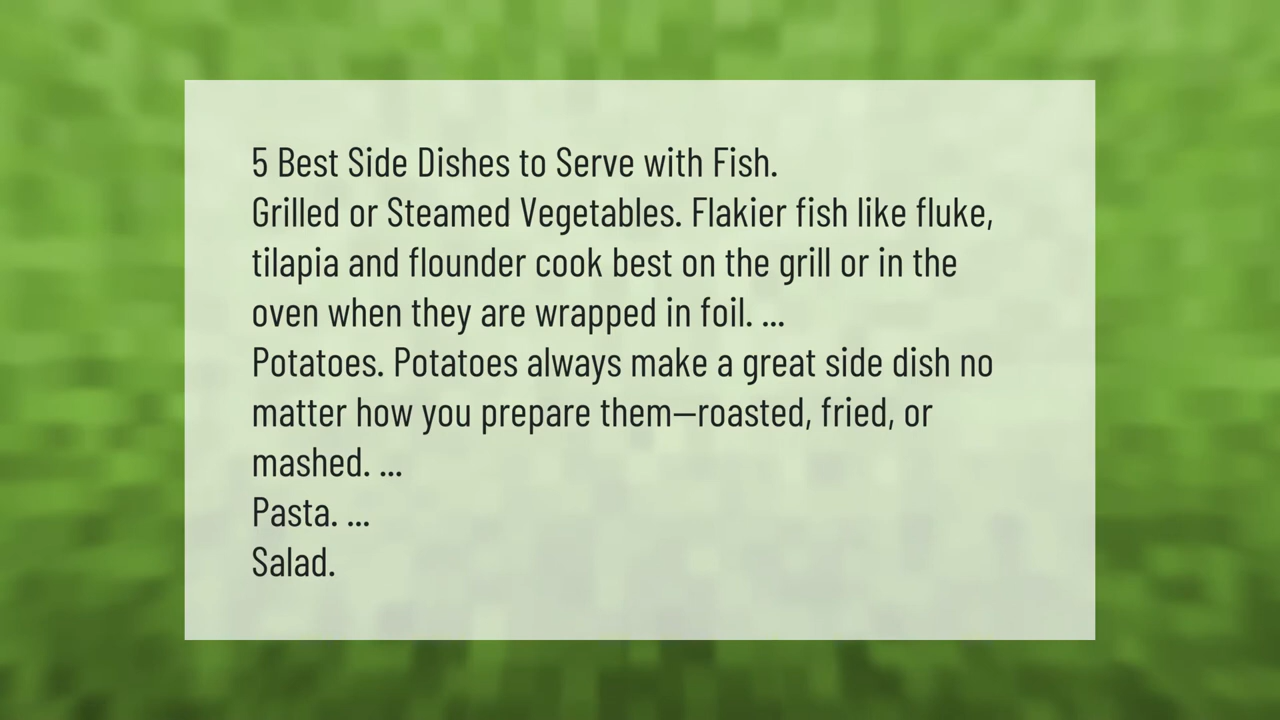 5 Best Side Dishes to Serve with Fish.
Grilled or Steamed Vegetables. Flakier fish like fluke,
tilapia and flounder cook best on the grill or in the
oven when they are wrapped in foil. ...
Potatoes. Potatoes always make a great side dish no
matter how you prepare them—roasted, fried, or
mashed. ...
Pasta. ...
Salad.